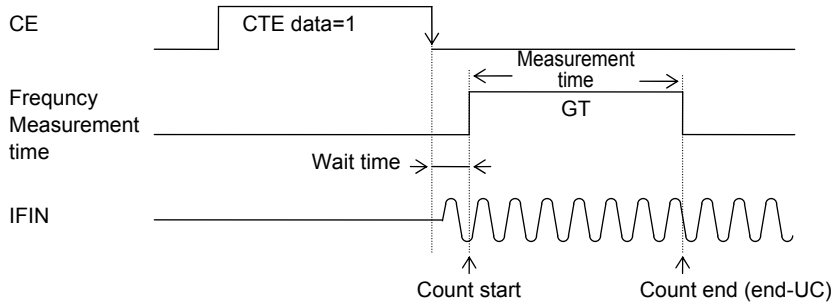 CE
CTE data=1
Measurement
time
Frequncy
Measurement
time
GT
Wait time
IFIN
Count start
Count end (end-UC)